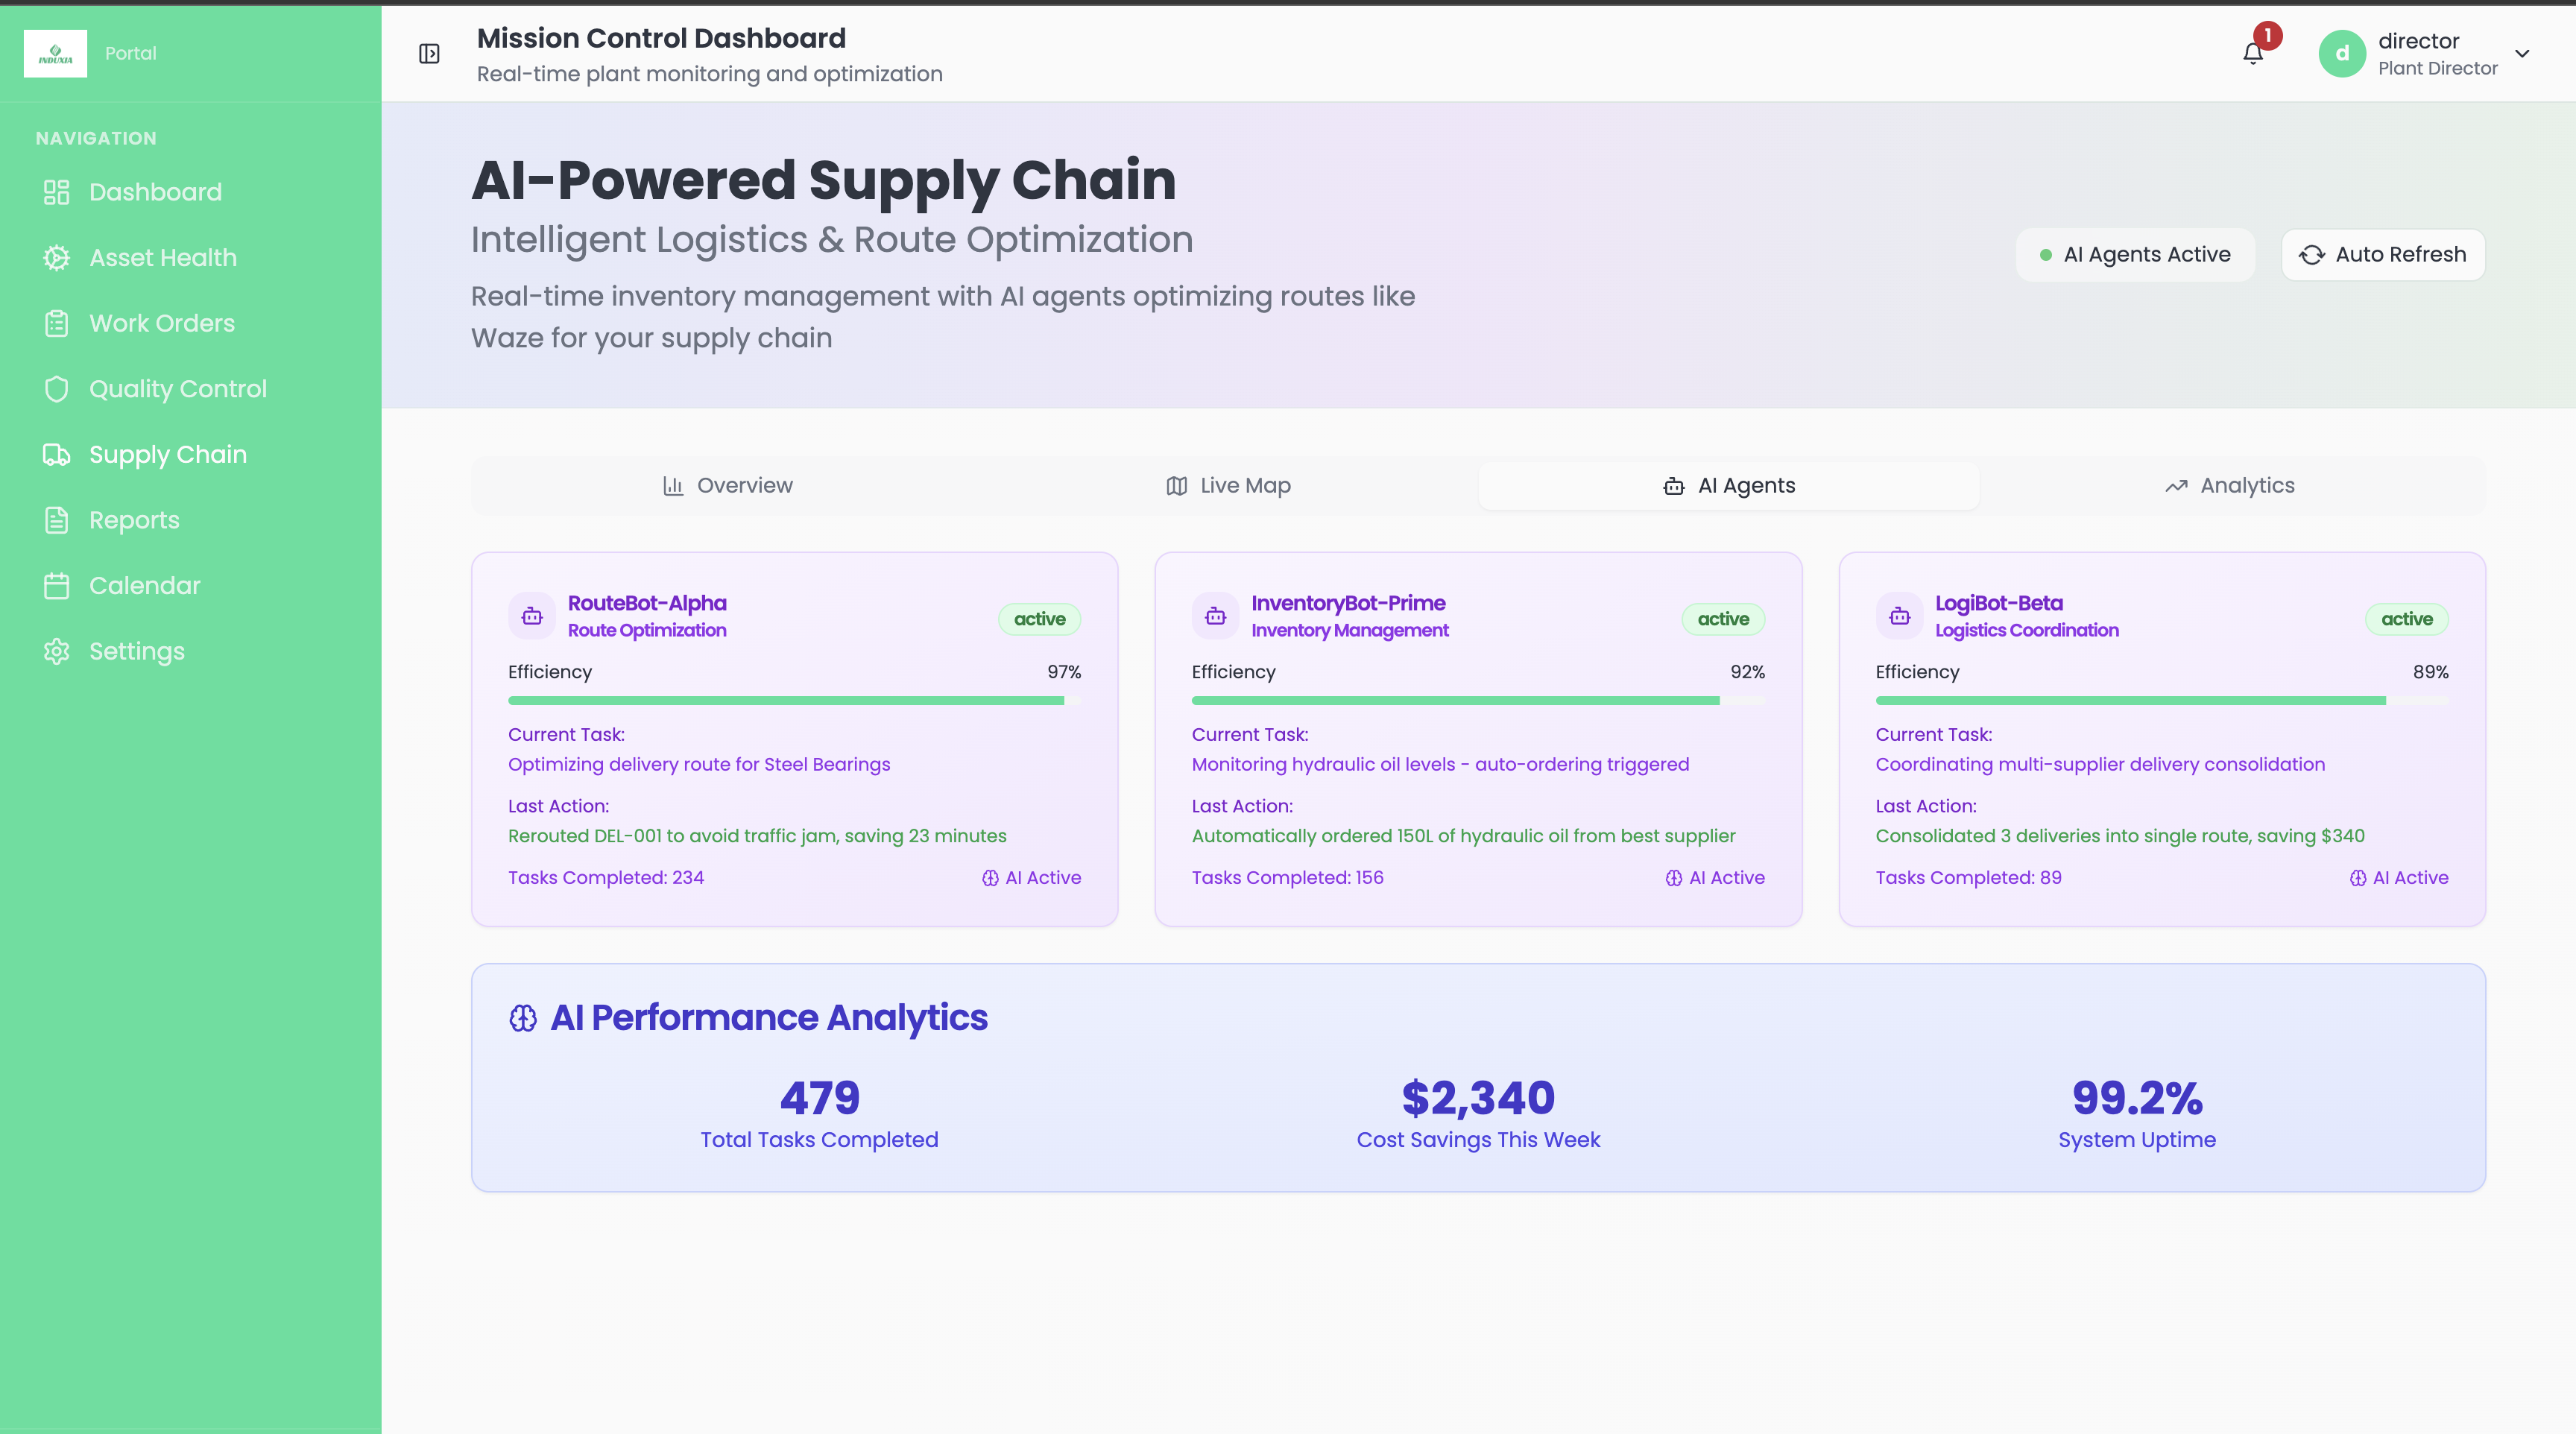 INDUXIA
Portal
NAVIGATION
Dashboard
Asset Health
Work Orders
Quality Control
Supply Chain
Reports
Calendar
Settings
Mission Control Dashboard
Real-time plant monitoring and optimization
1
d
director
Plant Director
AI-Powered Supply Chain
Intelligent Logistics & Route Optimization
Real-time inventory management with AI agents optimizing routes like
Waze for your supply chain
AI Agents Active
Auto Refresh
Overview
Live Map
AI Agents
Analytics
RouteBot-Alpha
Route Optimization
active
Efficiency
97%
Current Task:
Optimizing delivery route for Steel Bearings
Last Action:
Rerouted DEL-001 to avoid traffic jam, saving 23 minutes
Tasks Completed: 234
AI Active
InventoryBot-Prime
Inventory Management
active
Efficiency
92%
Current Task:
Monitoring hydraulic oil levels - auto-ordering triggered
Last Action:
Automatically ordered 150L of hydraulic oil from best supplier
Tasks Completed: 156
AI Active
LogiBot-Beta
Logistics Coordination
active
Efficiency
89%
Current Task:
Coordinating multi-supplier delivery consolidation
Last Action:
Consolidated 3 deliveries into single route, saving $340
Tasks Completed: 89
AI Active
AI Performance Analytics
479
Total Tasks Completed
$2,340
Cost Savings This Week
99.2%
System Uptime